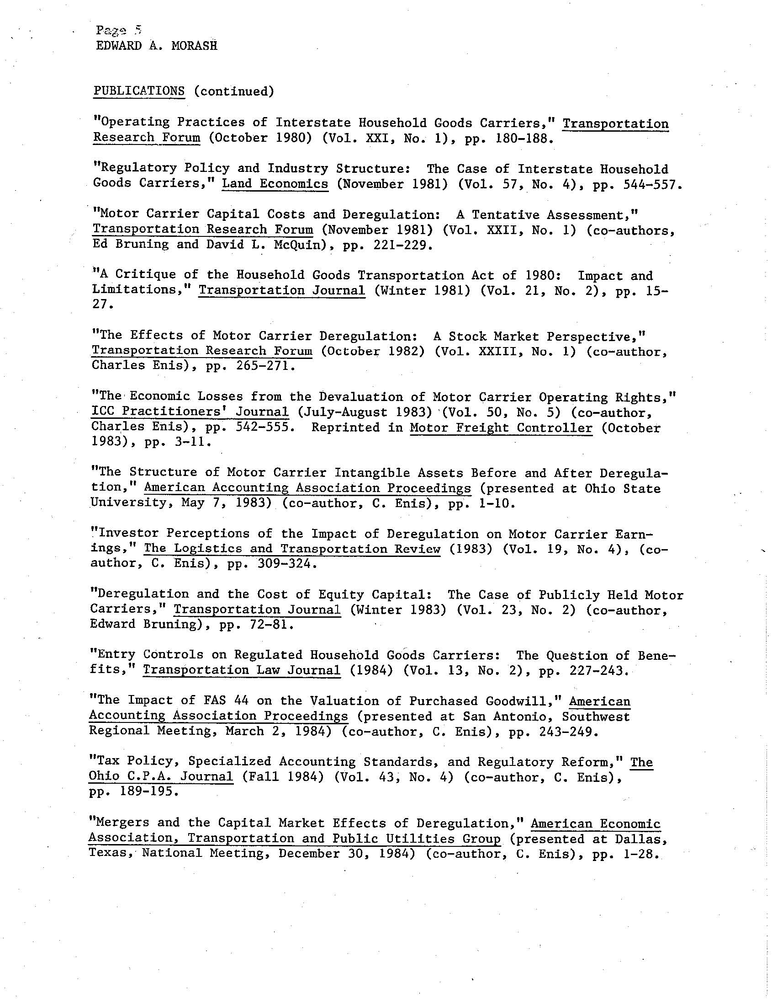 Page 5
EDWARD A. MORASH
PUBLICATIONS (continued)
"Operating Practices of Interstate Household Goods Carriers," Transportation
Research Forum (October 1980) (Vol. XXI, No. 1), pp. 180-188.
"Regulatory Policy and Industry Structure:  The Case of Interstate Household
Goods Carriers," Land Economics (November 1981) (Vol. 57, No. 4), pp. 544-557.
"Motor Carrier Capital Costs and Deregulation:  A Tentative Assessment,"
Transportation Research Forum (November 1981) (Vol. XXII, No. 1) (co-authors,
Ed Bruning and David L. McQuin), pp. 221-229.
"A Critique of the Household Goods Transportation Act of 1980:  Impact and
Limitations," Transportation Journal (Winter 1981) (Vol. 21, No. 2), pp. 15-
27.
"The Effects of Motor Carrier Deregulation:  A Stock Market Perspective,"
Transportation Research Forum (October 1982) (Vol. XXIII, No. 1) (co-author,
Charles Enis), pp. 265-271.
"The Economic Losses from the Devaluation of Motor Carrier Operating Rights,"
ICC Practitioners' Journal (July-August 1983) (Vol. 50, No. 5) (co-author,
Charles Enis), pp. 542-555.  Reprinted in Motor Freight Controller (October
1983), pp. 3-11.
"The Structure of Motor Carrier Intangible Assets Before and After Deregula-
tion," American Accounting Association Proceedings (presented at Ohio State
University, May 7, 1983) (co-author, C. Enis), pp. 1-10.
"Investor Perceptions of the Impact of Deregulation on Motor Carrier Earn-
ings," The Logistics and Transportation Review (1983) (Vol. 19, No. 4), (co-
author, C. Enis), pp. 309-324.
"Deregulation and the Cost of Equity Capital:  The Case of Publicly Held Motor
Carriers," Transportation Journal (Winter 1983) (Vol. 23, No. 2) (co-author,
Edward Bruning), pp. 72-81.
"Entry Controls on Regulated Household Goods Carriers:  The Question of Bene-
fits," Transportation Law Journal (1984) (Vol. 13, No. 2), pp. 227-243.
"The Impact of FAS 44 on the Valuation of Purchased Goodwill," American
Accounting Association Proceedings (presented at San Antonio, Southwest
Regional Meeting, March 2, 1984) (co-author, C. Enis), pp. 243-249.
"Tax Policy, Specialized Accounting Standards, and Regulatory Reform," The
Ohio C.P.A. Journal (Fall 1984) (Vol. 43, No. 4) (co-author, C. Enis),
pp. 189-195.
"Mergers and the Capital Market Effects of Deregulation," American Economic
Association, Transportation and Public Utilities Group (presented at Dallas,
Texas, National Meeting, December 30, 1984) (co-author, C. Enis), pp. 1-28.